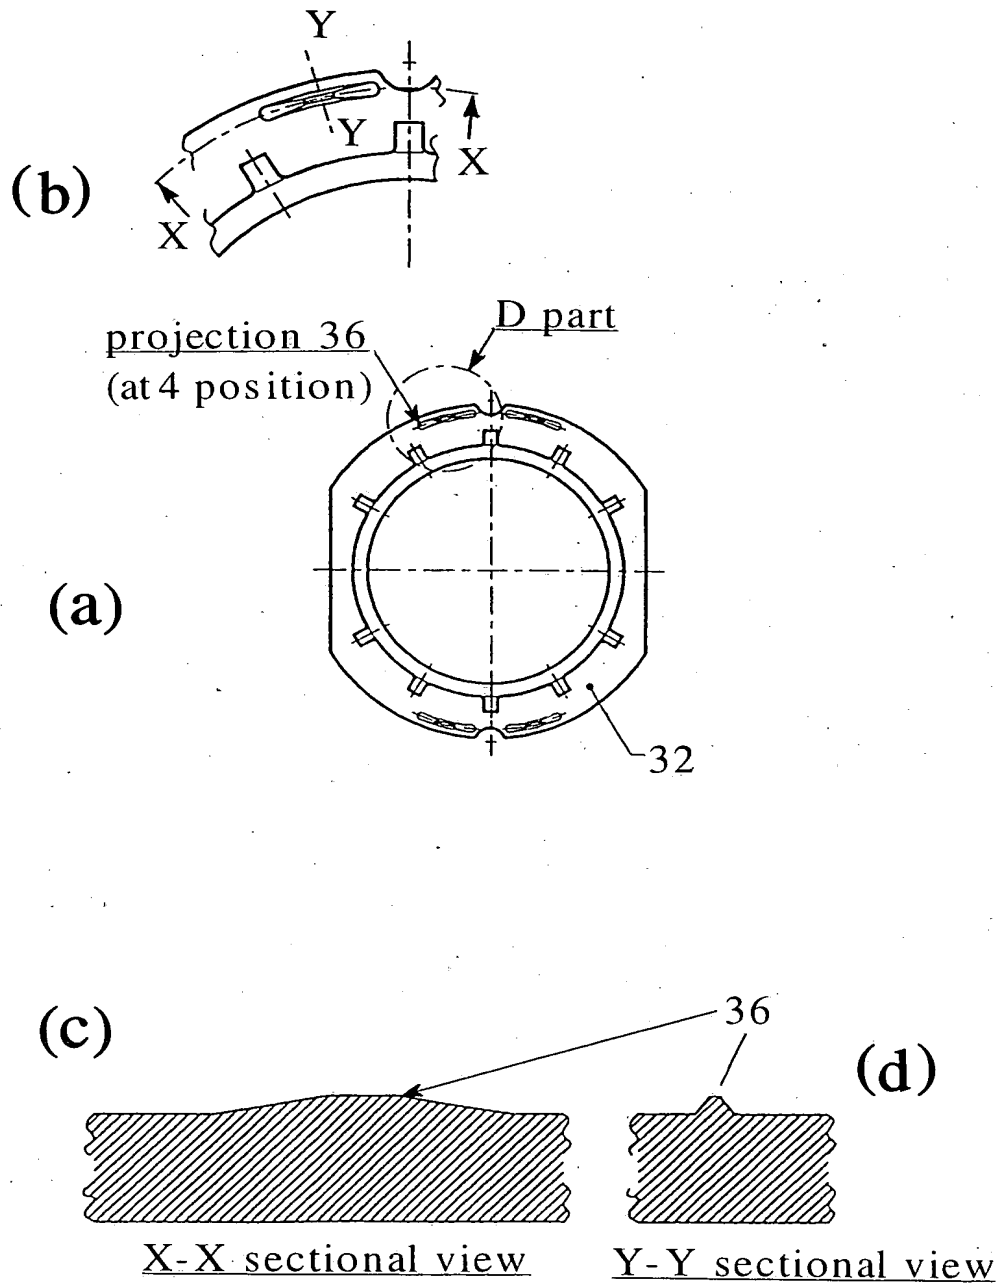 Y
Y
X
X
(b)
D part
projection 36
(at 4 position)
(a)
32
(c)
36
(d)
X-X sectional view
Y-Y sectional view